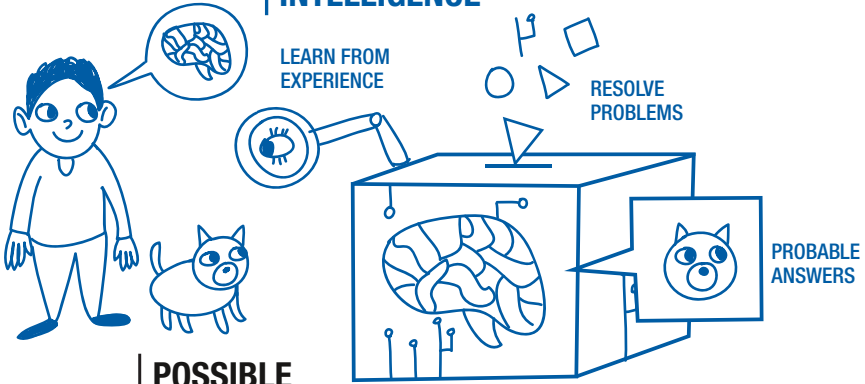 INTELLIGENCE
LEARN FROM
EXPERIENCE
RESOLVE
PROBLEMS
PROBABLE
ANSWERS
POSSIBLE